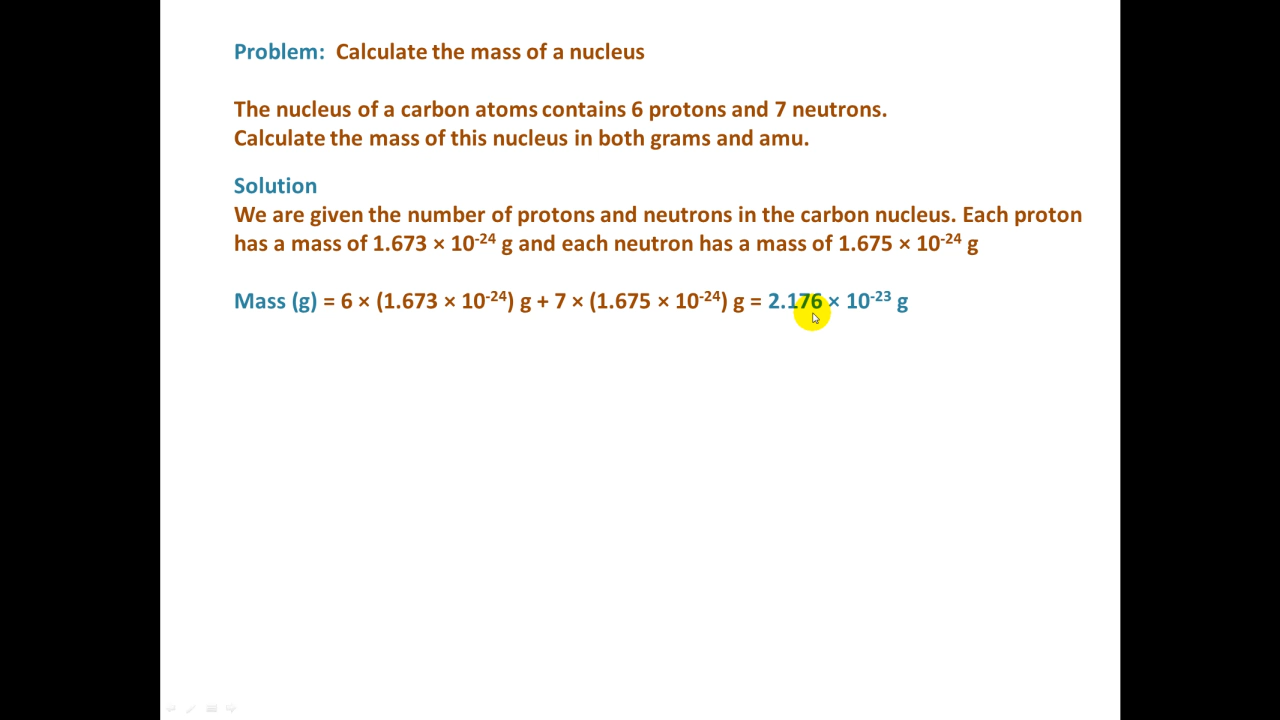 Problem: Calculate the mass of a nucleus
The nucleus of a carbon atoms contains 6 protons and 7 neutrons.
Calculate the mass of this nucleus in both grams and amu.
Solution
We are given the number of protons and neutrons in the carbon nucleus. Each proton
has a mass of 1.673 × 10⁻²⁴ g and each neutron has a mass of 1.675 × 10⁻²⁴ g
Mass (g) = 6 × (1.673 × 10⁻²⁴) g + 7 × (1.675 × 10⁻²⁴) g = 2.176 × 10⁻²³ g